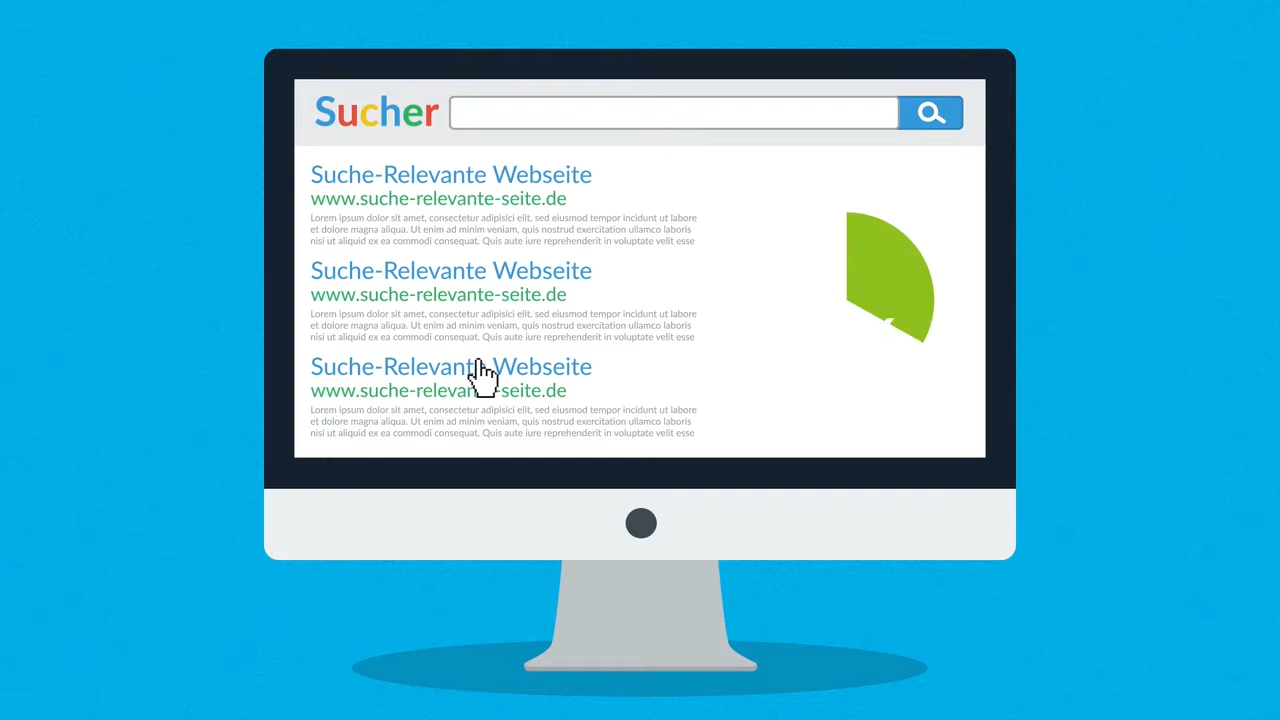 Sucher
Suche-Relevante Webseite
www.suche-relevante-seite.de
Lorem ipsum dolor sit amet, consectetur adipisici elit, sed eiusmod tempor incidunt ut labore
et dolore magna aliqua. Ut enim ad minim veniam, quis nostrud exercitation ullamco laboris
nisi ut aliquid ex ea commodi consequat. Quis aute iure reprehenderit in voluptate velit esse
Suche-Relevante Webseite
www.suche-relevante-seite.de
Lorem ipsum dolor sit amet, consectetur adipisici elit, sed eiusmod tempor incidunt ut labore
et dolore magna aliqua. Ut enim ad minim veniam, quis nostrud exercitation ullamco laboris
nisi ut aliquid ex ea commodi consequat. Quis aute iure reprehenderit in voluptate velit esse
Suche-Relevante Webseite
www.suche-relevante-seite.de
Lorem ipsum dolor sit amet, consectetur adipisici elit, sed eiusmod tempor incidunt ut labore
et dolore magna aliqua. Ut enim ad minim veniam, quis nostrud exercitation ullamco laboris
nisi ut aliquid ex ea commodi consequat. Quis aute iure reprehenderit in voluptate velit esse